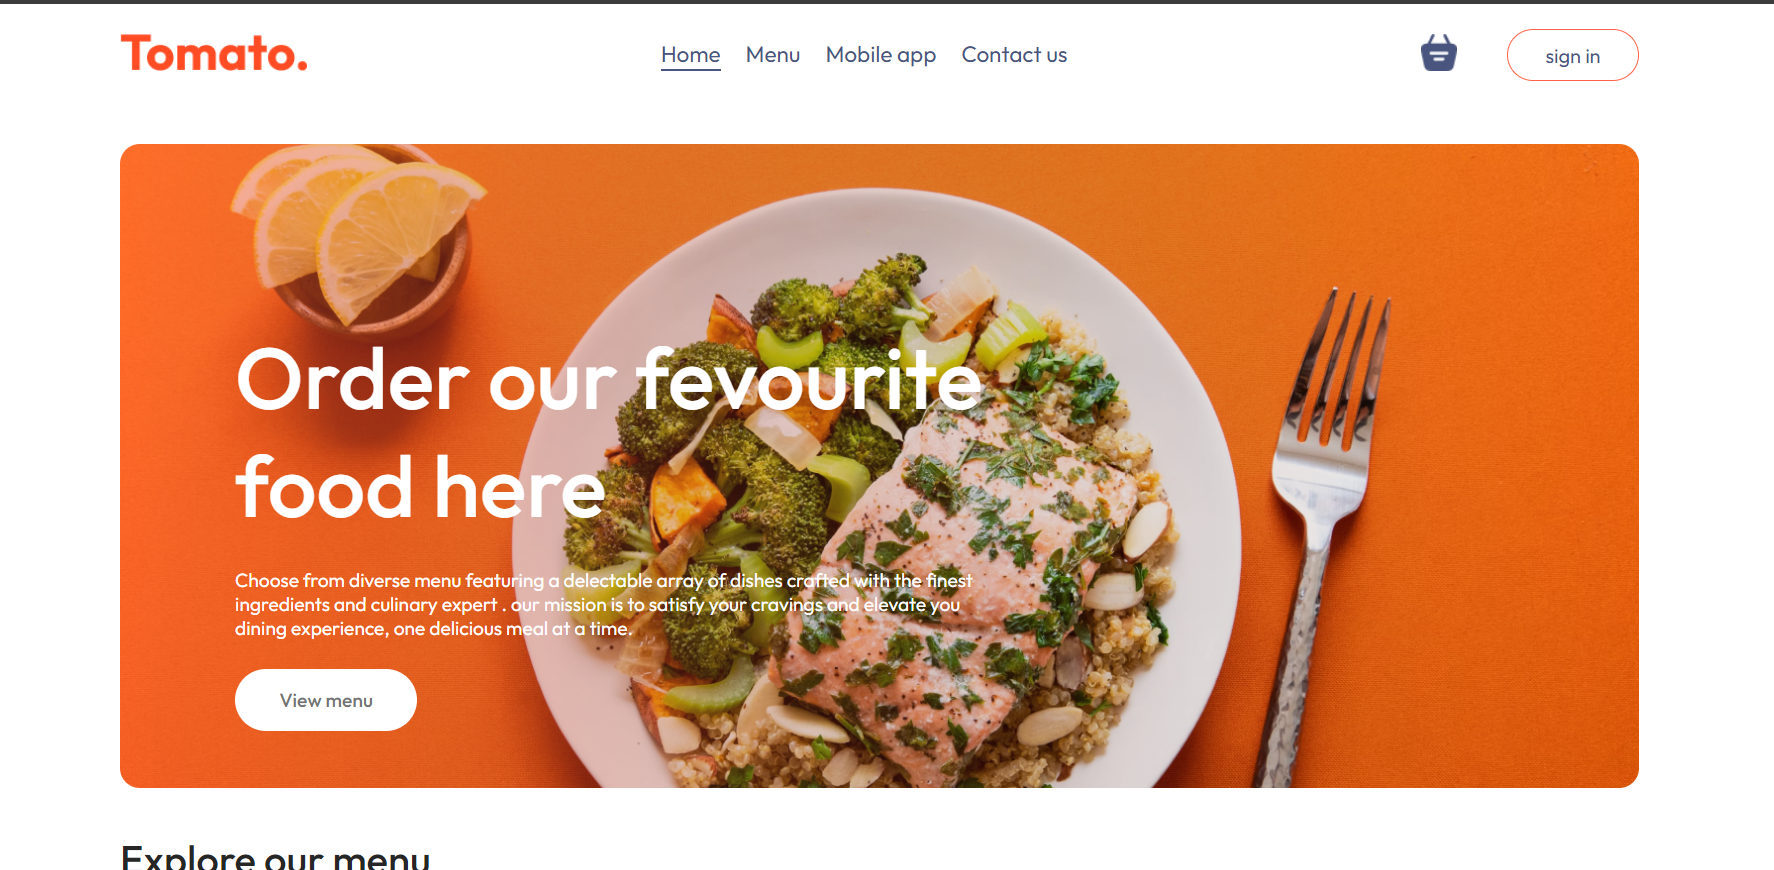 Tomato.
Home Menu Mobile app Contact us
sign in
Order our fevourite
food here
Choose from diverse menu featuring a delectable array of dishes crafted with the finest
ingredients and culinary expert . our mission is to satisfy your cravings and elevate you
dining experience, one delicious meal at a time.
View menu
Explore our menu